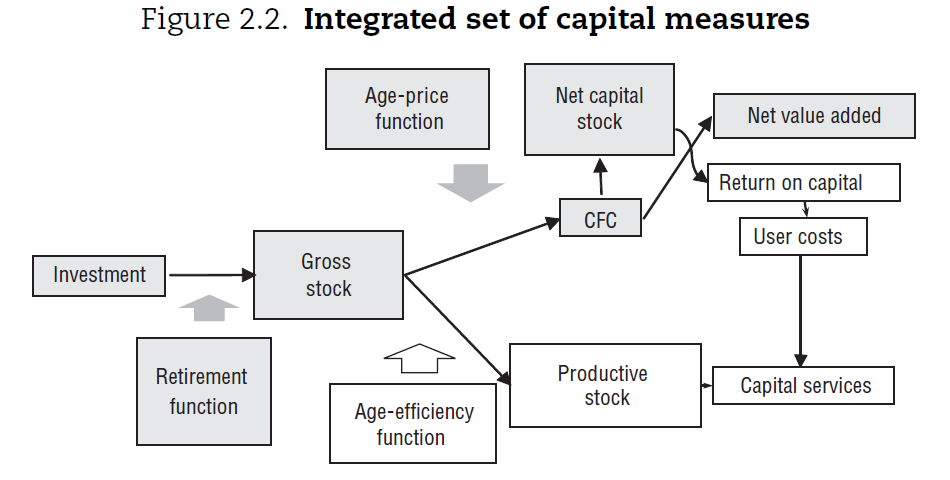 Figure 2.2. Integrated set of capital measures
Age-price
function
Net capital
stock
Net value added
Return on capital
CFC
User costs
Gross
stock
Investment
Retirement
function
Age-efficiency
function
Productive
stock
Capital services